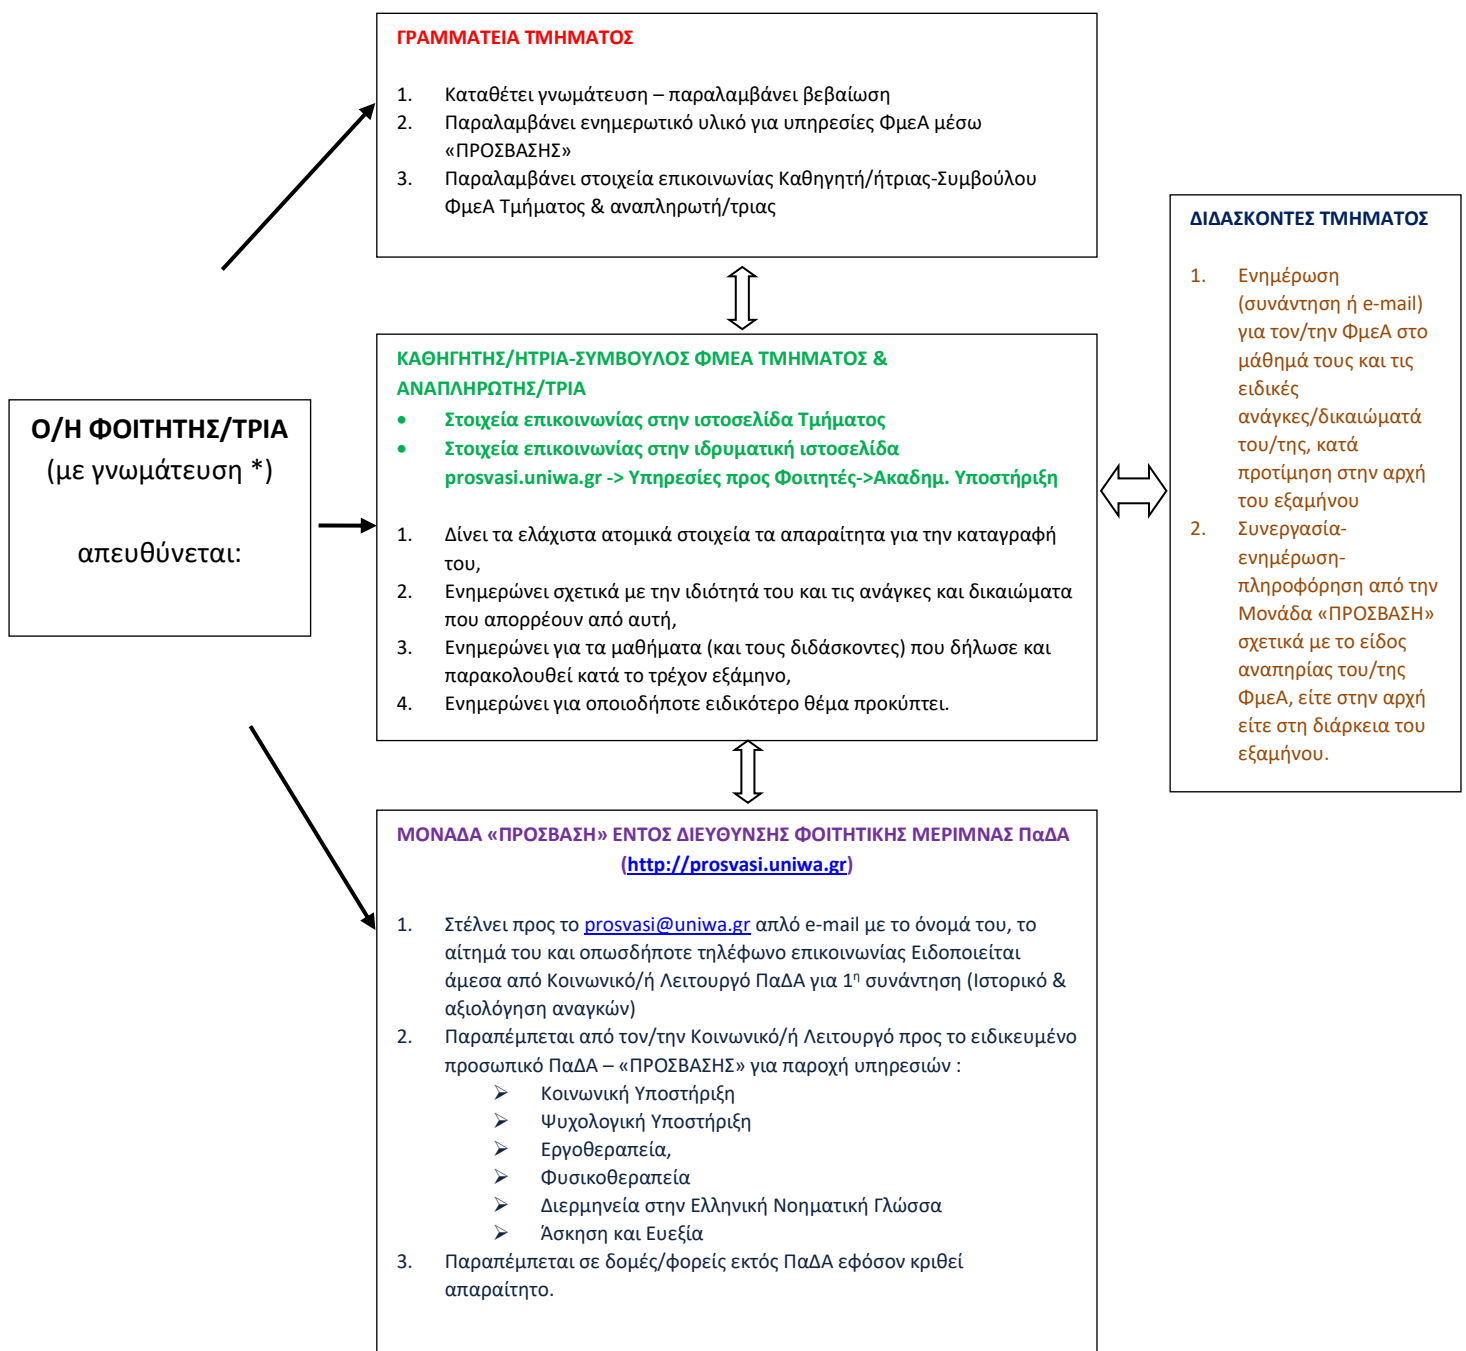 ΓΡΑΜΜΑΤΕΙΑ ΤΜΗΜΑΤΟΣ
1. Καταθέτει γνωμάτευση – παραλαμβάνει βεβαίωση
2. Παραλαμβάνει ενημερωτικό υλικό για υπηρεσίες ΦμεΑ μέσω
«ΠΡΟΣΒΑΣΗΣ»
3. Παραλαμβάνει στοιχεία επικοινωνίας Καθηγητή/ήτριας-Συμβούλου
ΦμεΑ Τμήματος & αναπληρωτή/τριας
Ο/Η ΦΟΙΤΗΤΗΣ/ΤΡΙΑ
(με γνωμάτευση *)
απευθύνεται:
ΚΑΘΗΓΗΤΗΣ/ΗΤΡΙΑ-ΣΥΜΒΟΥΛΟΣ ΦΜΕΑ ΤΜΗΜΑΤΟΣ &
ΑΝΑΠΛΗΡΩΤΗΣ/ΤΡΙΑ
• Στοιχεία επικοινωνίας στην ιστοσελίδα Τμήματος
• Στοιχεία επικοινωνίας στην ιδρυματική ιστοσελίδα
prosvasi.uniwa.gr -> Υπηρεσίες προς Φοιτητές->Ακαδημ. Υποστήριξη
1. Δίνει τα ελάχιστα ατομικά στοιχεία τα απαραίτητα για την καταγραφή
του,
2. Ενημερώνει σχετικά με την ιδιότητά του και τις ανάγκες και δικαιώματα
που απορρέουν από αυτή,
3. Ενημερώνει για τα μαθήματα (και τους διδάσκοντες) που δήλωσε και
παρακολουθεί κατά το τρέχον εξάμηνο,
4. Ενημερώνει για οποιοδήποτε ειδικότερο θέμα προκύπτει.
ΔΙΔΑΣΚΟΝΤΕΣ ΤΜΗΜΑΤΟΣ
1. Ενημέρωση
(συνάντηση ή e-mail)
για τον/την ΦμεΑ στο
μάθημά τους και τις
ειδικές
ανάγκες/δικαιώματά
του/της, κατά
προτίμηση στην αρχή
του εξαμήνου
2. Συνεργασία-
ενημέρωση-
πληροφόρηση από την
Μονάδα «ΠΡΟΣΒΑΣΗ»
σχετικά με το είδος
αναπηρίας του/της
ΦμεΑ, είτε στην αρχή
είτε στη διάρκεια του
εξαμήνου.
ΜΟΝΑΔΑ «ΠΡΟΣΒΑΣΗ» ΕΝΤΟΣ ΔΙΕΥΘΥΝΣΗΣ ΦΟΙΤΗΤΙΚΗΣ ΜΕΡΙΜΝΑΣ ΠαΔΑ
(http://prosvasi.uniwa.gr)
1. Στέλνει προς το prosvasi@uniwa.gr απλό e-mail με το όνομά του, το
αίτημά του και οπωσδήποτε τηλέφωνο επικοινωνίας Ειδοποιείται
άμεσα από Κοινωνικό/ή Λειτουργό ΠαΔΑ για 1η συνάντηση (Ιστορικό &
αξιολόγηση αναγκών)
2. Παραπέμπεται από τον/την Κοινωνικό/ή Λειτουργό προς το ειδικευμένο
προσωπικό ΠαΔΑ – «ΠΡΟΣΒΑΣΗΣ» για παροχή υπηρεσιών :
➢ Κοινωνική Υποστήριξη
➢ Ψυχολογική Υποστήριξη
➢ Εργοθεραπεία,
➢ Φυσικοθεραπεία
➢ Διερμηνεία στην Ελληνική Νοηματική Γλώσσα
➢ Άσκηση και Ευεξία
3. Παραπέμπεται σε δομές/φορείς εκτός ΠαΔΑ εφόσον κριθεί
απαραίτητο.